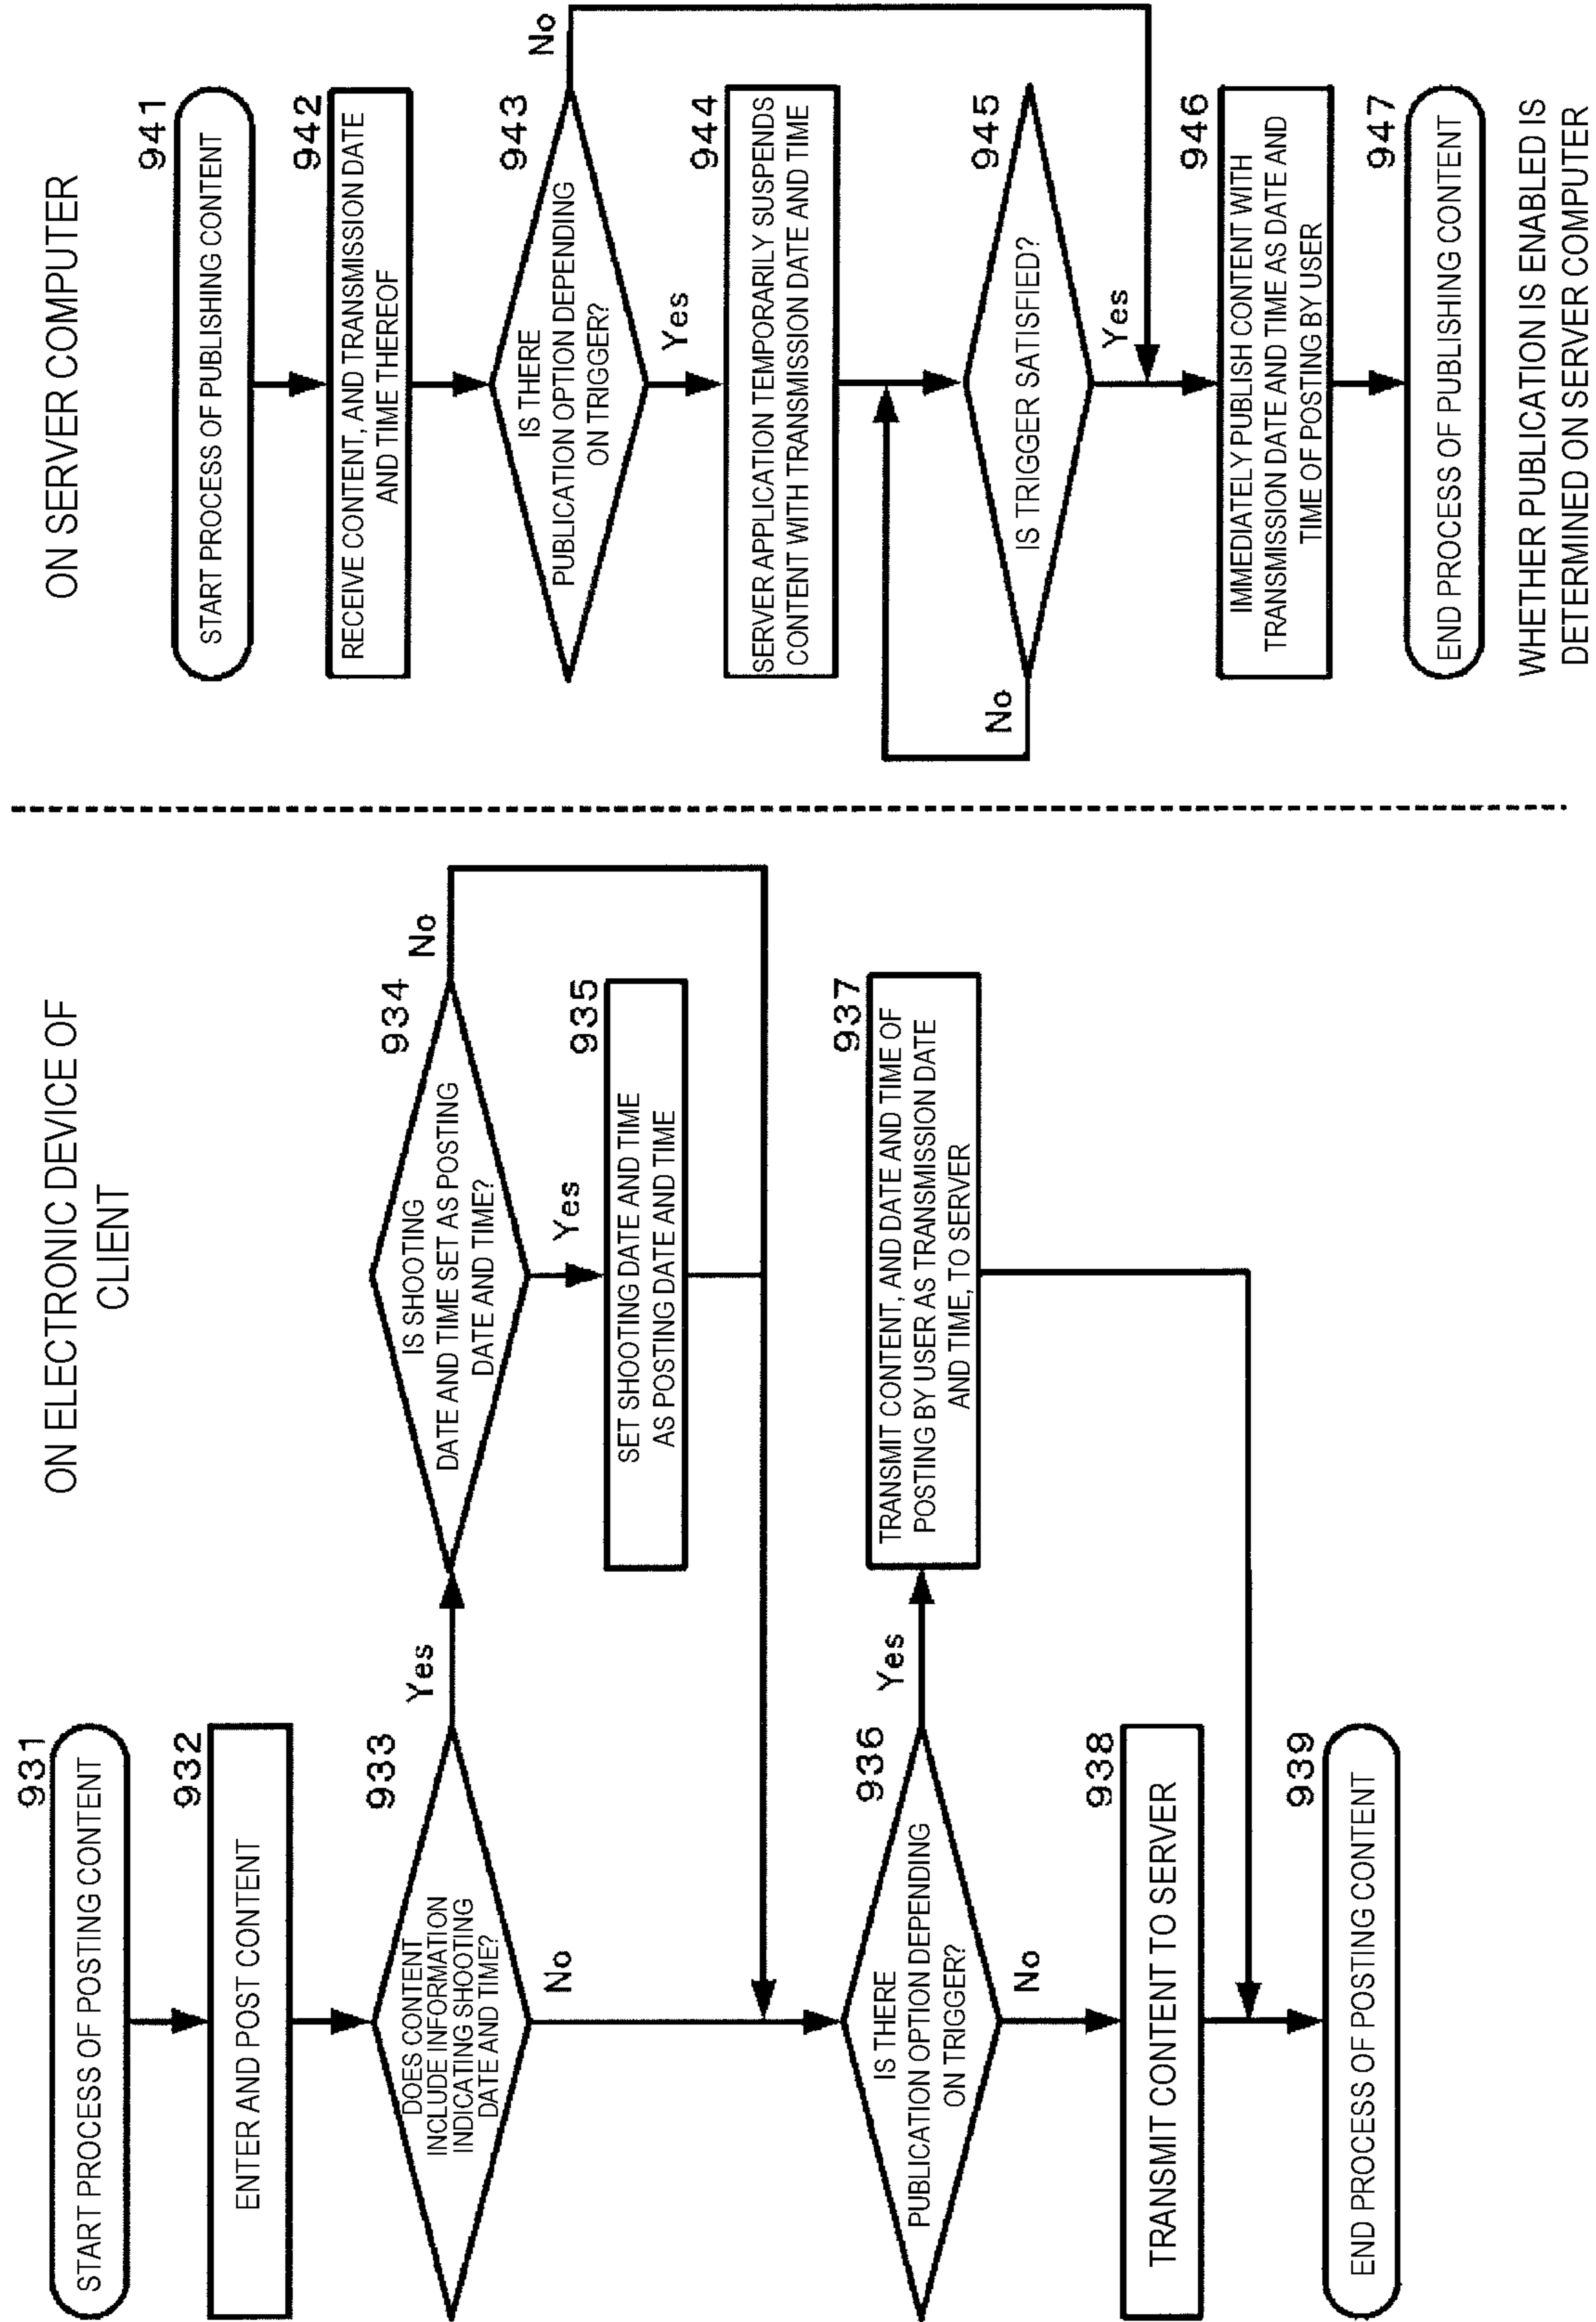 ON ELECTRONIC DEVICE OF
CLIENT
931
START PROCESS OF POSTING CONTENT
932
ENTER AND POST CONTENT
933
DOES CONTENT
INCLUDE INFORMATION
INDICATING SHOOTING
DATE AND TIME?
Yes
No
934
IS SHOOTING
DATE AND TIME SET AS POSTING
DATE AND TIME?
No
Yes
935
SET SHOOTING DATE AND TIME
AS POSTING DATE AND TIME
936
IS THERE
PUBLICATION OPTION DEPENDING
ON TRIGGER?
Yes
No
937
TRANSMIT CONTENT, AND DATE AND TIME OF
POSTING BY USER AS TRANSMISSION DATE
AND TIME, TO SERVER
938
TRANSMIT CONTENT TO SERVER
939
END PROCESS OF POSTING CONTENT
ON SERVER COMPUTER
941
START PROCESS OF PUBLISHING CONTENT
942
RECEIVE CONTENT, AND TRANSMISSION DATE
AND TIME THEREOF
943
IS THERE
PUBLICATION OPTION DEPENDING
ON TRIGGER?
No
Yes
944
SERVER APPLICATION TEMPORARILY SUSPENDS
CONTENT WITH TRANSMISSION DATE AND TIME
945
IS TRIGGER SATISFIED?
No
Yes
946
IMMEDIATELY PUBLISH CONTENT WITH
TRANSMISSION DATE AND TIME AS DATE AND
TIME OF POSTING BY USER
947
END PROCESS OF PUBLISHING CONTENT
WHETHER PUBLICATION IS ENABLED IS
DETERMINED ON SERVER COMPUTER